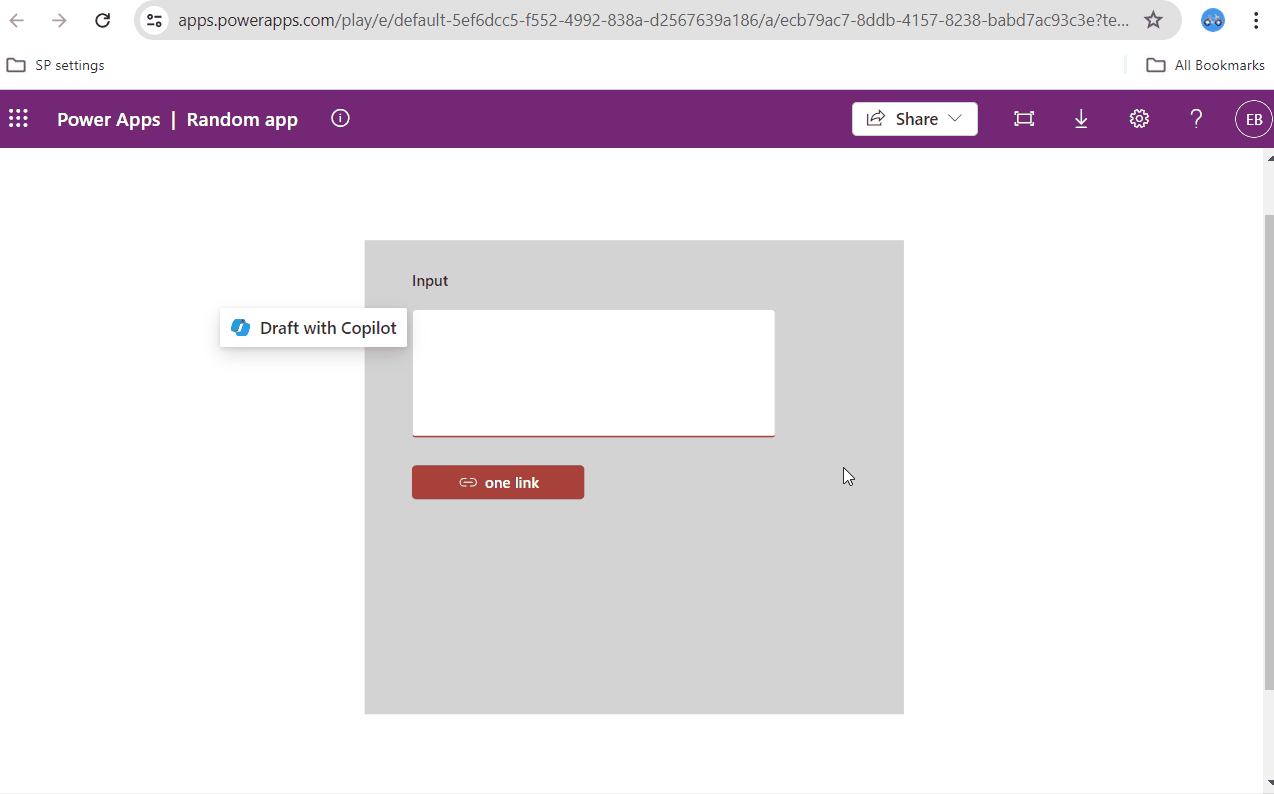 apps.powerapps.com/play/e/default-5ef6dcc5-f552-4992-838a-d2567639a186/a/ecb79ac7-8ddb-4157-8238-babd7ac93c3e?te...
SP settings
All Bookmarks
Power Apps | Random app
Share
EB
Input
Draft with Copilot
one link